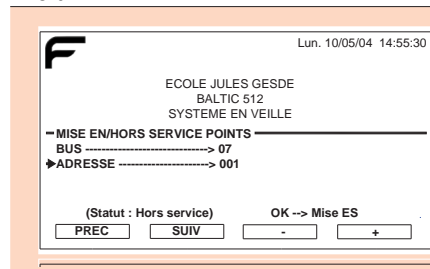 Lun. 10/05/04 14:55:30
ECOLE JULES GESDE
BALTIC 512
SYSTEME EN VEILLE
MISE EN/HORS SERVICE POINTS
BUS ------------------------------> 07
ADRESSE ----------------------> 001
(Statut : Hors service) OK --> Mise ES
PREC SUIV - +